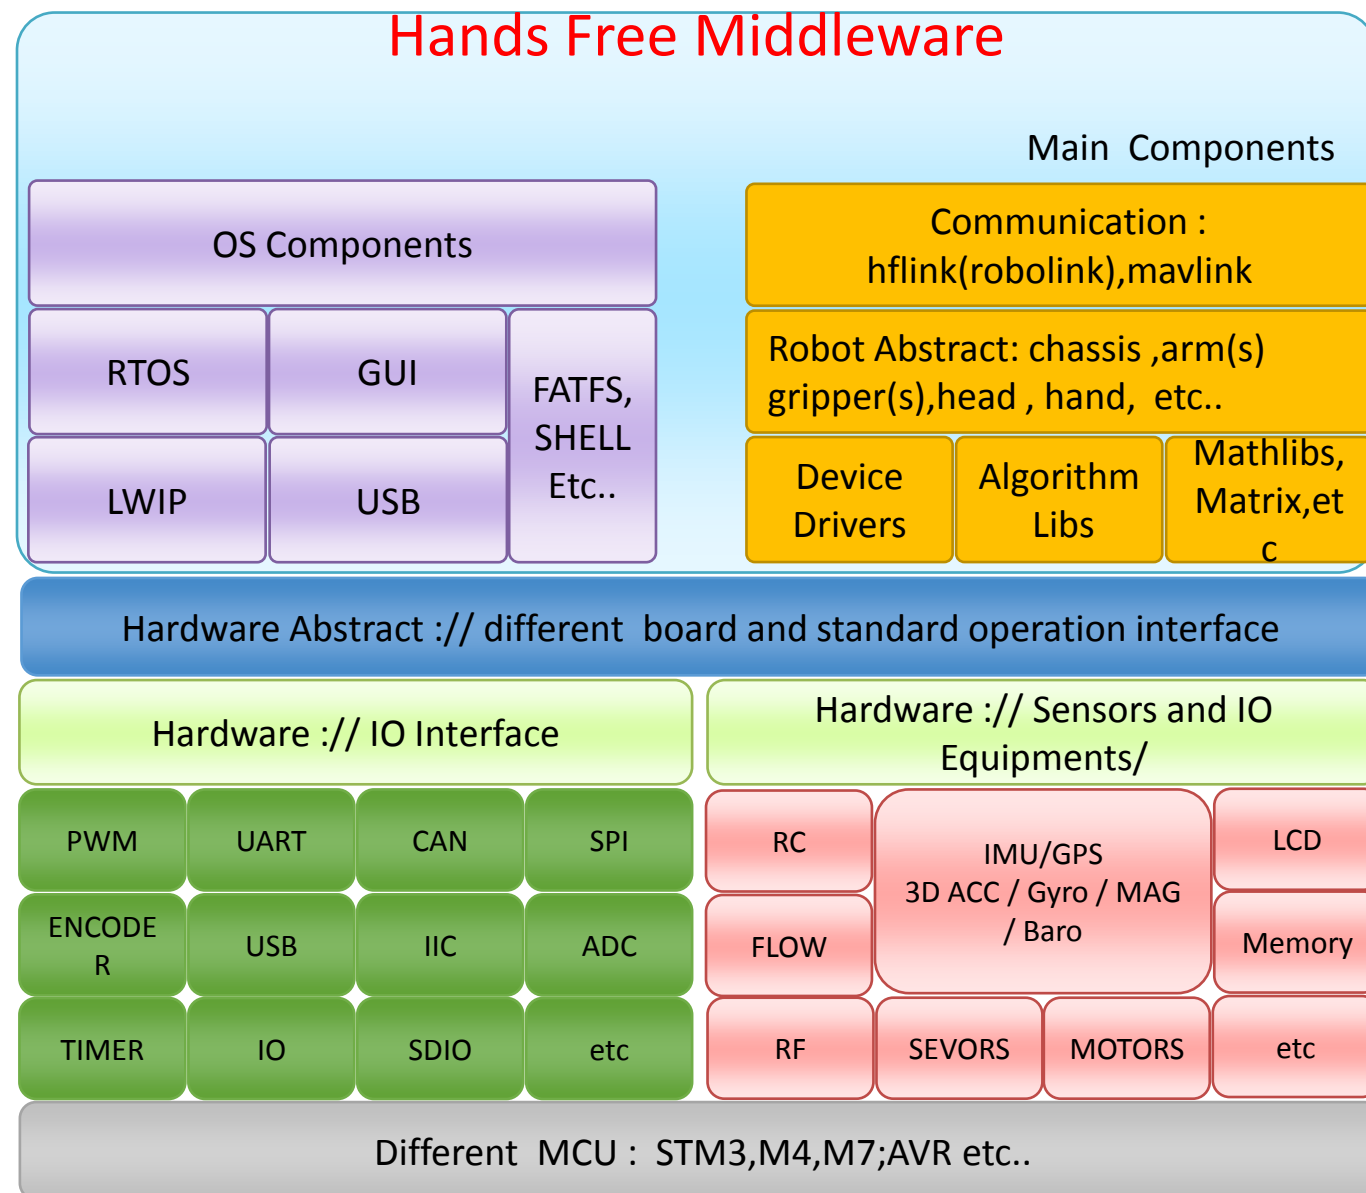 Hands Free Middleware
Main Components
OS Components
RTOS
GUI
FATFS,
SHELL
Etc..
LWIP
USB
Communication :
hflink(robolink),mavlink
Robot Abstract: chassis ,arm(s)
gripper(s),head , hand, etc..
Device
Drivers
Algorithm
Libs
Mathlibs,
Matrix,et
c
Hardware Abstract :// different board and standard operation interface
Hardware :// IO Interface
PWM
UART
CAN
SPI
ENCODE
R
USB
IIC
ADC
TIMER
IO
SDIO
etc
Hardware :// Sensors and IO
Equipments/
RC
IMU/GPS
3D ACC / Gyro / MAG
/ Baro
LCD
FLOW
Memory
RF
SEVORS
MOTORS
etc
Different MCU : STM3,M4,M7;AVR etc..